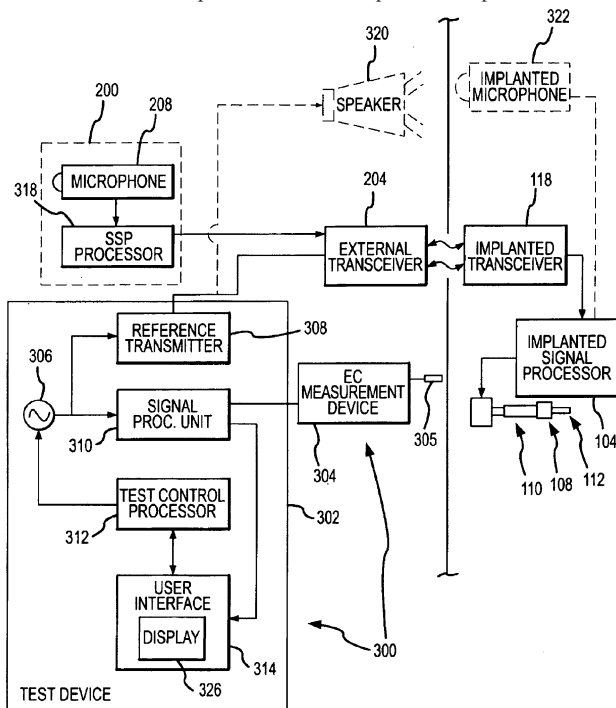 320
322
200
208
SPEAKER
IMPLANTED
MICROPHONE
MICROPHONE
318
204
118
SSP
PROCESSOR
EXTERNAL
TRANSCEIVER
IMPLANTED
TRANSCEIVER
REFERENCE
TRANSMITTER
308
306
IMPLANTED
SIGNAL
PROCESSOR
EC
MEASUREMENT
DEVICE
305
SIGNAL
PROC. UNIT
310
304
104
110
108
112
TEST CONTROL
PROCESSOR
312
302
USER
INTERFACE
DISPLAY
314
326
300
TEST DEVICE